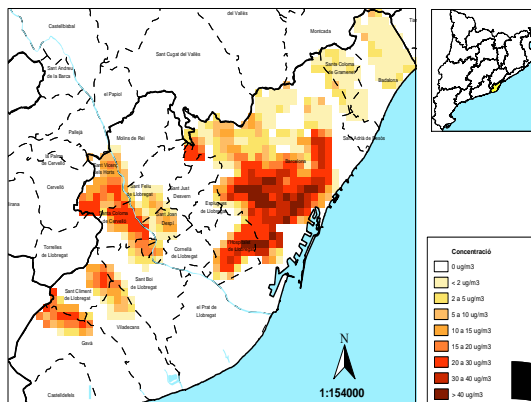 Castellbisbal
del Vallès
Montcada
Sant Cugat del Vallès
Sant Andreu
de la Barca
Santa Coloma
de Gramenet
Badalona
el Papiol
Pallejà
Molins de Rei
Sant Adrià de Besòs
la Palma
de Cervelló
Barcelona
Sant Vicenç
dels Horts
Cervelló
Sant Feliu
de Llobregat
Sant Just
Desvern
Esplugues
de Llobregat
Santa Coloma
de Cervelló
Sant Joan
Despí
Torrelles
de Llobregat
Cornellà
de Llobregat
l'Hospitalet
de Llobregat
Sant Boi
de Llobregat
Sant Climent
de Llobregat
el Prat de
Llobregat
Viladecans
Gavà
Castelldefels
N
1:154000
Concentració
0 ug/m3
< 2 ug/m3
2 a 5 ug/m3
5 a 10 ug/m3
10 a 15 ug/m3
15 a 20 ug/m3
20 a 30 ug/m3
30 a 40 ug/m3
> 40 ug/m3